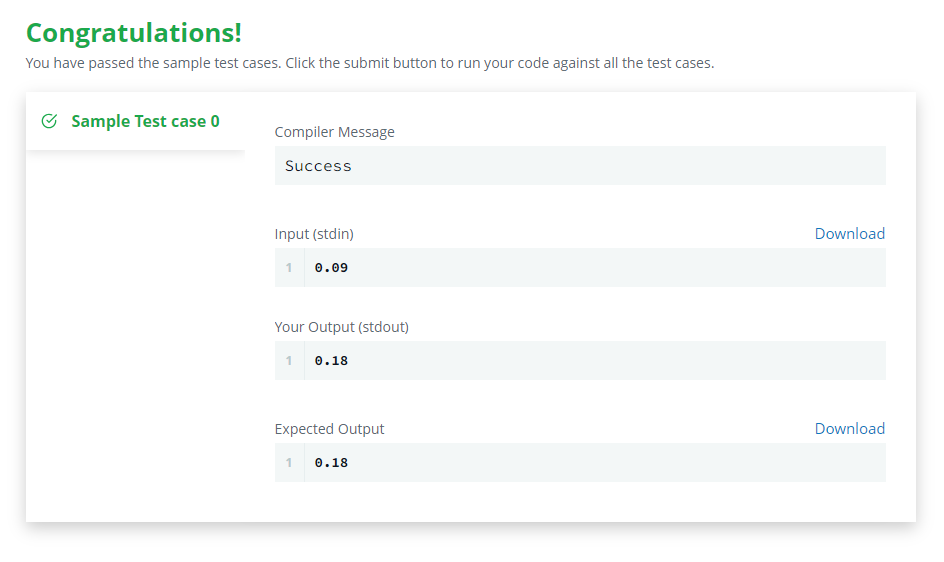 Congratulations!
You have passed the sample test cases. Click the submit button to run your code against all the test cases.
Sample Test case 0
Compiler Message
Success
Input (stdin)
Download
1
0.09
Your Output (stdout)
1
0.18
Expected Output
Download
1
0.18